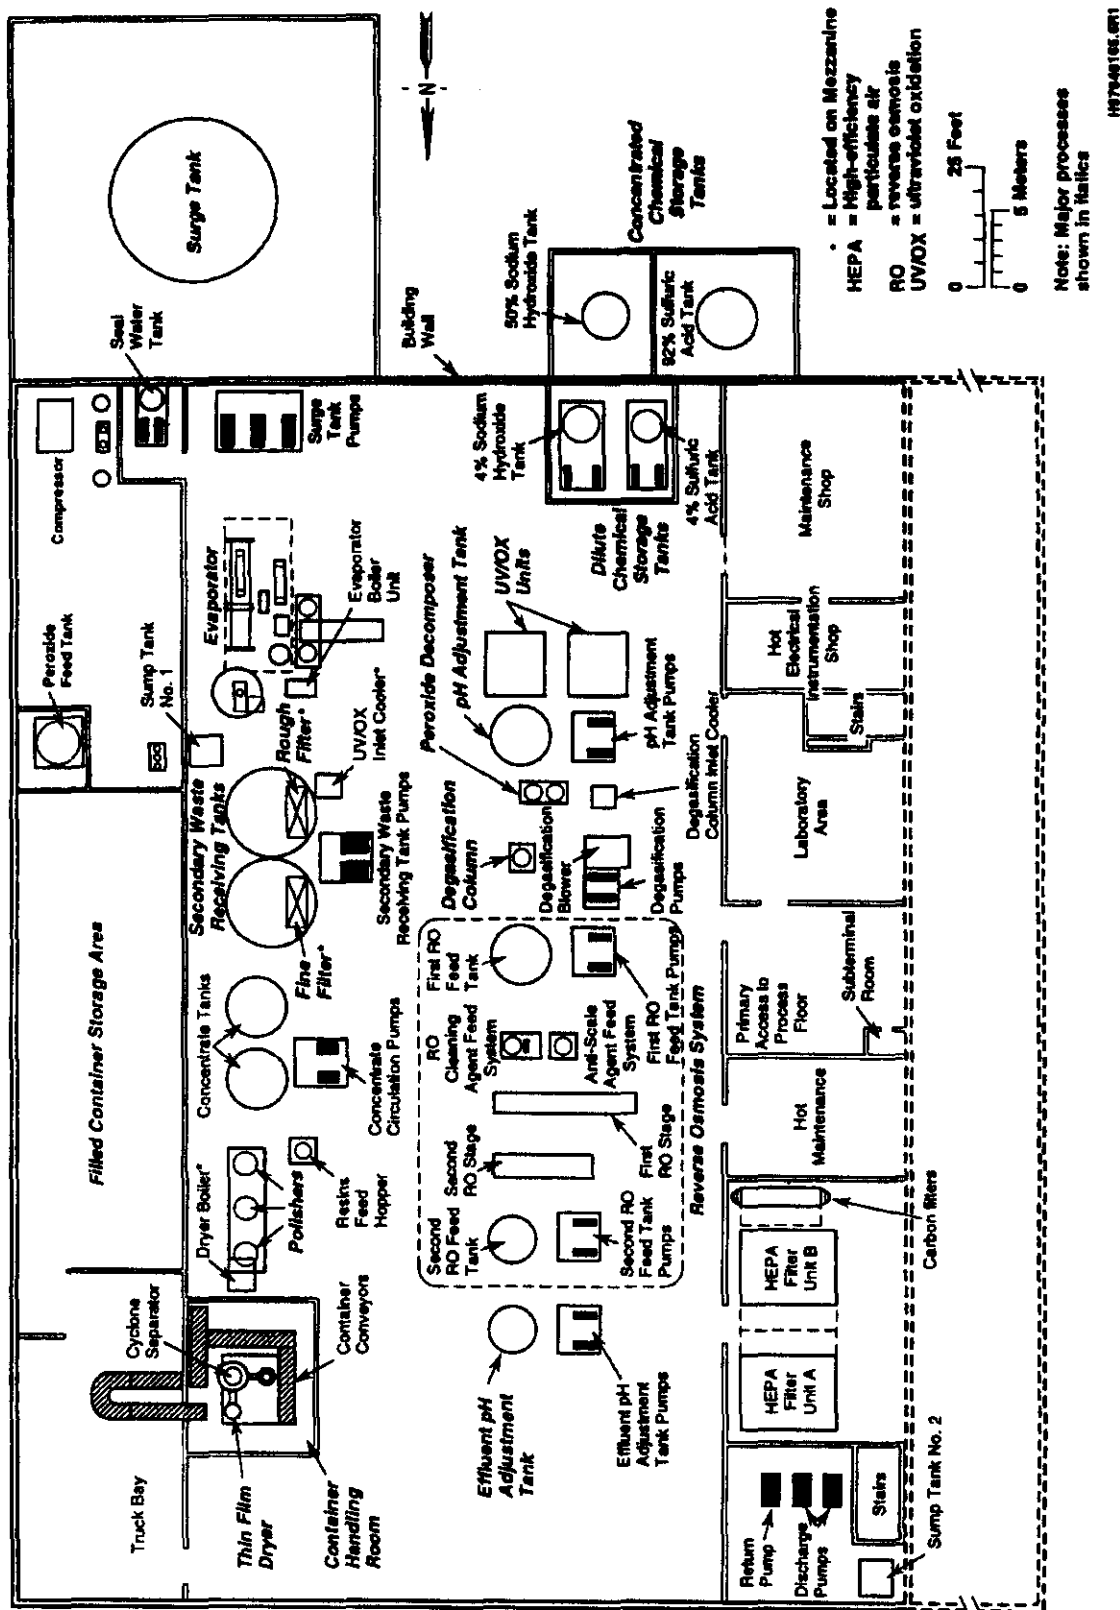 Surge Tank
N
Seal
Water
Tank
Compressor
Surge
Tank
Pumps
Building
Wall
50% Sodium
Hydroxide Tank
92% Sulfuric
Acid Tank
Concentrated
Chemical
Storage
Tanks
* = Located on Mezzanine
HEPA = High-efficiency
particulate air
RO = reverse osmosis
UV/OX = ultraviolet oxidation
0 25 Feet
0 5 Meters
Note: Major processes
shown in italics
Peroxide
Feed Tank
Sump Tank
No. 1
Evaporator
Evaporator
Boiler
Unit
Rough
Filter*
UV/OX
Inlet Cooler*
Secondary Waste
Receiving Tanks
Secondary Waste
Receiving Tank Pumps
Fine
Filter*
4% Sodium
Hydroxide
Tank
4% Sulfuric
Acid Tank
Dilute
Chemical
Storage
Tanks
UV/OX
Units
pH Adjustment Tank
Peroxide Decomposer
pH Adjustment
Tank Pumps
Degasification
Column Inlet Cooler
Degasification
Column
Degasification
Blower
Degasification
Pumps
Maintenance
Shop
Hot
Electrical
Instrumentation
Shop
Stairs
Laboratory
Area
Filled Container Storage Area
Concentrate Tanks
Concentrate
Circulation Pumps
First RO
Feed
Tank
First RO
Feed Tank Pumps
RO
Cleaning
Agent Feed
System
Anti-Scale
Agent Feed
System
First
RO Stage
Second
RO Stage
Second
RO Feed
Tank
Second RO
Feed Tank
Pumps
Reverse Osmosis System
Primary
Access to
Process
Floor
Subterminal
Room
Hot
Maintenance
Dryer Boiler*
Polishers
Resins
Feed
Hopper
Cyclone
Separator
Container
Conveyors
Truck Bay
Thin Film
Dryer
Container
Handling
Room
Effluent pH
Adjustment
Tank
Effluent pH
Adjustment
Tank Pumps
Carbon filters
HEPA
Filter
Unit B
HEPA
Filter
Unit A
Return
Pump
Discharge
Pumps
Stairs
Sump Tank No. 2